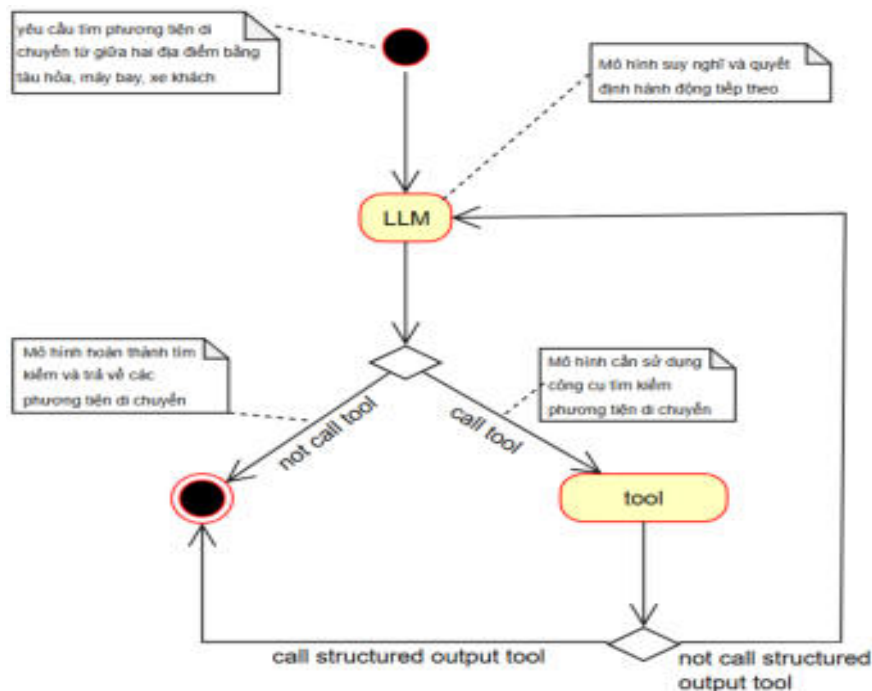 yêu cầu tìm phương tiện di
chuyển từ giữa hai địa điểm bằng
tàu hỏa, máy bay, xe khách
Mô hình suy nghĩ và quyết
định hành động tiếp theo
LLM
Mô hình hoàn thành tìm
kiếm và trả về các
phương tiện di chuyển
Mô hình cần sử dụng
công cụ tìm kiếm
phương tiện di chuyển
not call tool
call tool
tool
call structured output tool
not call structured
output tool